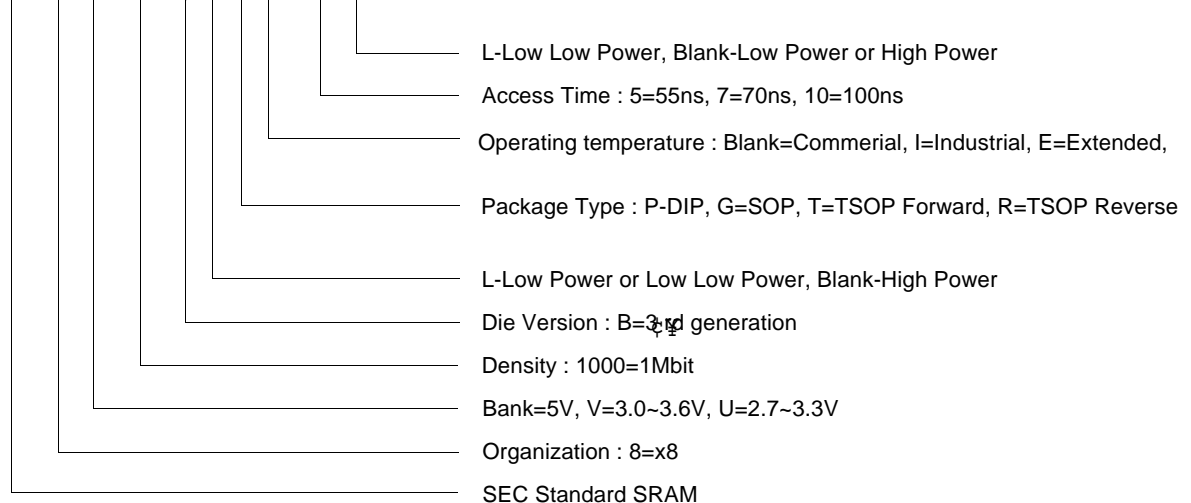 L-Low Low Power, Blank-Low Power or High Power
Access Time : 5=55ns, 7=70ns, 10=100ns
Operating temperature : Blank=Commerial, I=Industrial, E=Extended,
Package Type : P-DIP, G=SOP, T=TSOP Forward, R=TSOP Reverse
L-Low Power or Low Low Power, Blank-High Power
Die Version : B=3 rd generation
Density : 1000=1Mbit
Bank=5V, V=3.0~3.6V, U=2.7~3.3V
Organization : 8=x8
SEC Standard SRAM